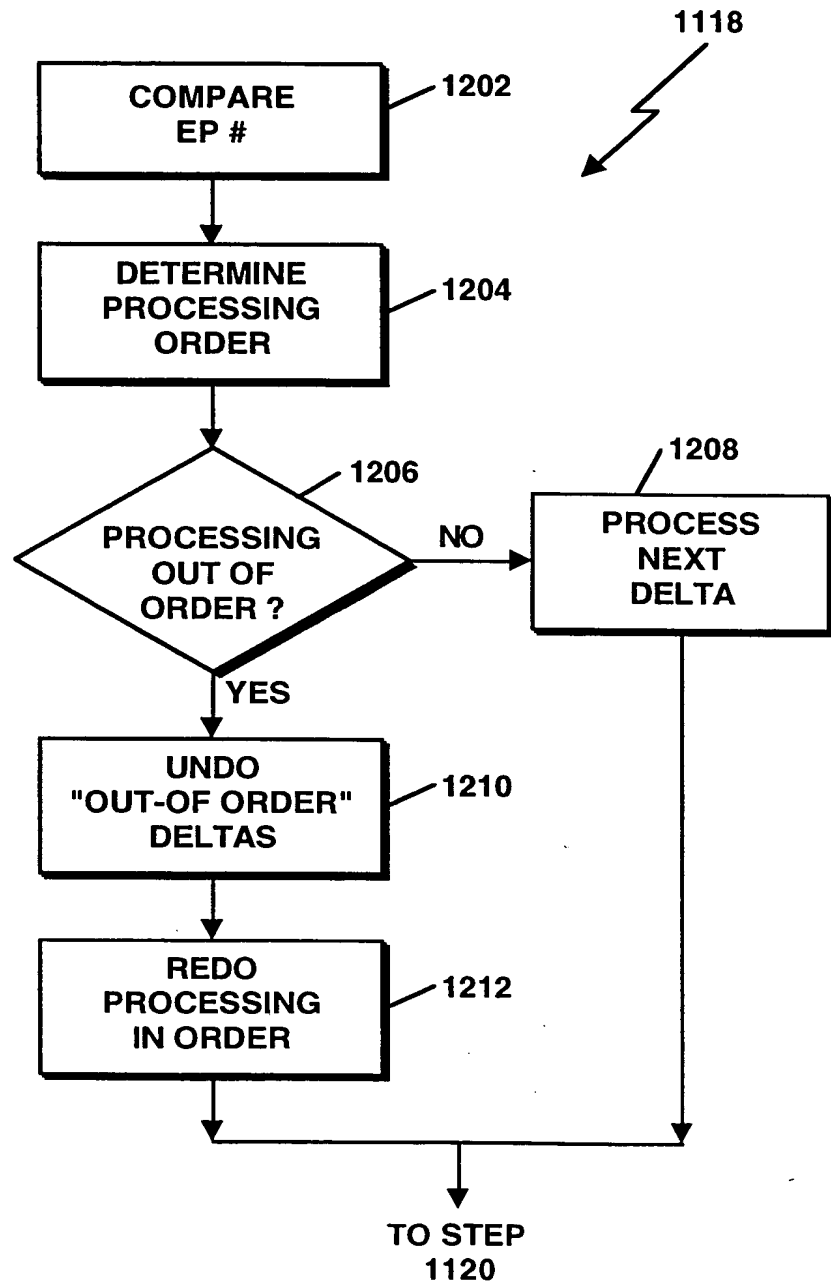 1118
COMPARE
EP #
1202
DETERMINE
PROCESSING
ORDER
1204
PROCESSING
OUT OF
ORDER ?
1206
NO
PROCESS
NEXT
DELTA
1208
YES
UNDO
"OUT-OF ORDER"
DELTAS
1210
REDO
PROCESSING
IN ORDER
1212
TO STEP
1120